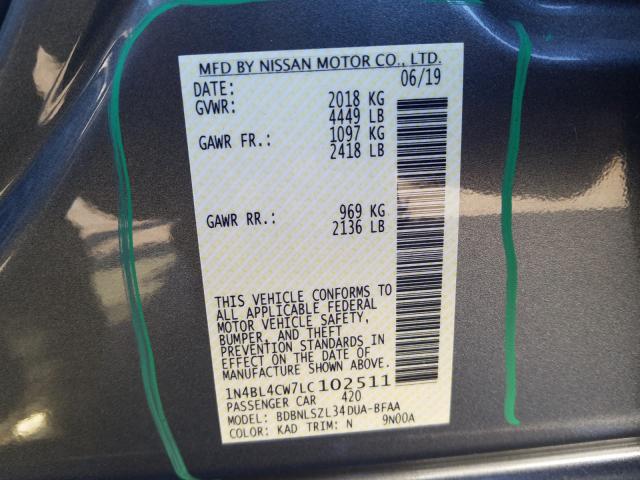 MFD BY NISSAN MOTOR CO., LTD.
DATE: 06/19
GVWR: 2018 KG
4449 LB
GAWR FR.: 1097 KG
2418 LB
GAWR RR.: 969 KG
2136 LB
THIS VEHICLE CONFORMS TO
ALL APPLICABLE FEDERAL
MOTOR VEHICLE SAFETY,
BUMPER, AND THEFT
PREVENTION STANDARDS IN
EFFECT ON THE DATE OF
MANUFACTURE SHOWN ABOVE.
1N4BL4CW7LC102511
PASSENGER CAR 420
MODEL: BDBNLSZL34DUA-BFAA
COLOR: KAD TRIM: N 9N00A